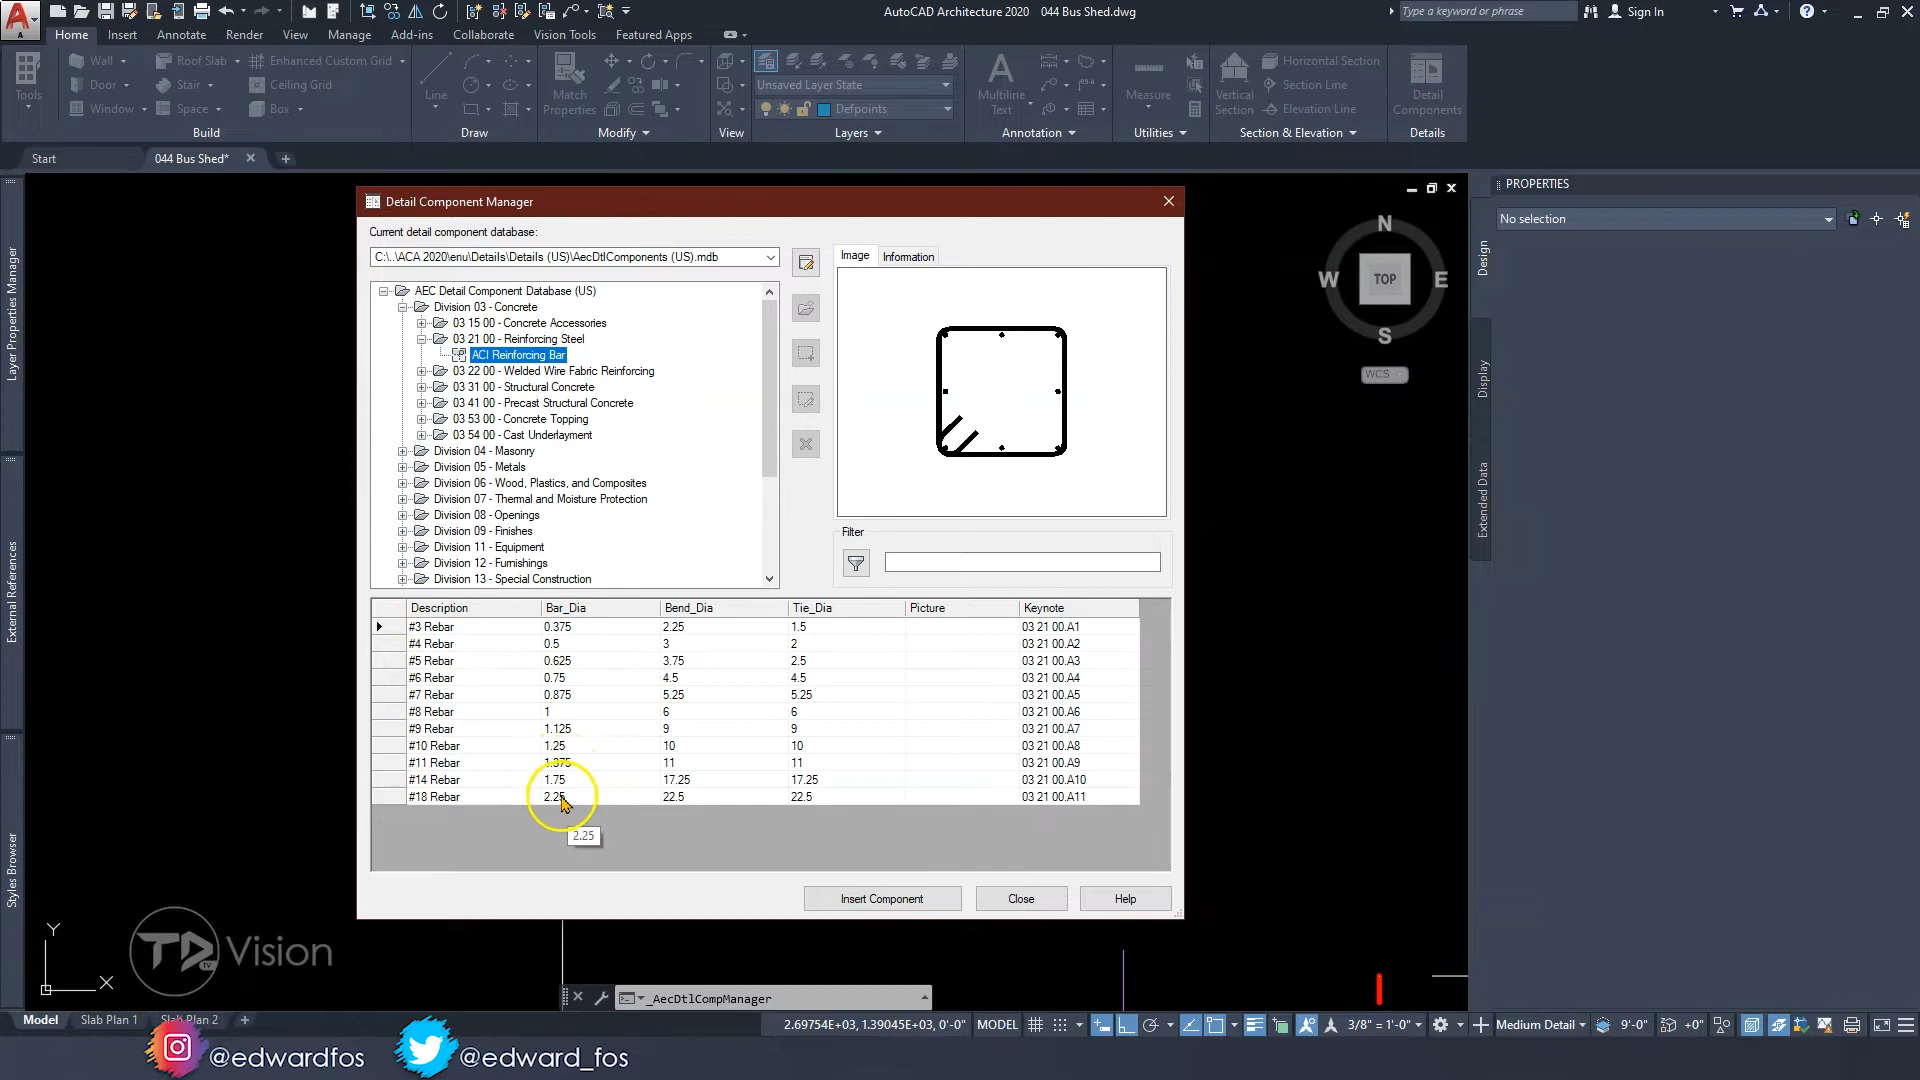 AutoCAD Architecture 2020   044 Bus Shed.dwg
Type a keyword or phrase
Sign In
Home Insert Annotate Render View Manage Add-ins Collaborate Vision Tools Featured Apps
Wall Roof Slab Enhanced Custom Grid
Door Stair Ceiling Grid
Window Space Box
Tools
Line
Match
Properties
Unsaved Layer State
Defpoints
Multiline
Text
Measure
Vertical
Section
Horizontal Section
Section Line
Elevation Line
Detail
Components
Build Draw Modify View Layers Annotation Utilities Section & Elevation Details
Start 044 Bus Shed*
Layer Properties Manager
External References
Styles Browser
Detail Component Manager
Current detail component database:
C:\..\ACA 2020\enu\Details\Details (US)\AecDtlComponents (US).mdb
AEC Detail Component Database (US)
Division 03 - Concrete
03 15 00 - Concrete Accessories
03 21 00 - Reinforcing Steel
ACI Reinforcing Bar
03 22 00 - Welded Wire Fabric Reinforcing
03 31 00 - Structural Concrete
03 41 00 - Precast Structural Concrete
03 53 00 - Concrete Topping
03 54 00 - Cast Underlayment
Division 04 - Masonry
Division 05 - Metals
Division 06 - Wood, Plastics, and Composites
Division 07 - Thermal and Moisture Protection
Division 08 - Openings
Division 09 - Finishes
Division 11 - Equipment
Division 12 - Furnishings
Division 13 - Special Construction
Image Information
Filter
Description Bar_Dia Bend_Dia Tie_Dia Picture Keynote
#3 Rebar 0.375 2.25 1.5 03 21 00.A1
#4 Rebar 0.5 3 2 03 21 00.A2
#5 Rebar 0.625 3.75 2.5 03 21 00.A3
#6 Rebar 0.75 4.5 4.5 03 21 00.A4
#7 Rebar 0.875 5.25 5.25 03 21 00.A5
#8 Rebar 1 6 6 03 21 00.A6
#9 Rebar 1.125 9 9 03 21 00.A7
#10 Rebar 1.25 10 10 03 21 00.A8
#11 Rebar 1.375 11 11 03 21 00.A9
#14 Rebar 1.75 17.25 17.25 03 21 00.A10
#18 Rebar 2.25 22.5 22.5 03 21 00.A11
2.25
Insert Component Close Help
N
W TOP E
S
WCS
PROPERTIES
No selection
Design
Display
Extended Data
Y
X
TD Vision
TV
_AecDtlCompManager
Model Slab Plan 1 Slab Plan 2
2.69754E+03, 1.39045E+03, 0'-0" MODEL 3/8" = 1'-0" Medium Detail 9'-0" +0"
@edwardfos @edward_fos